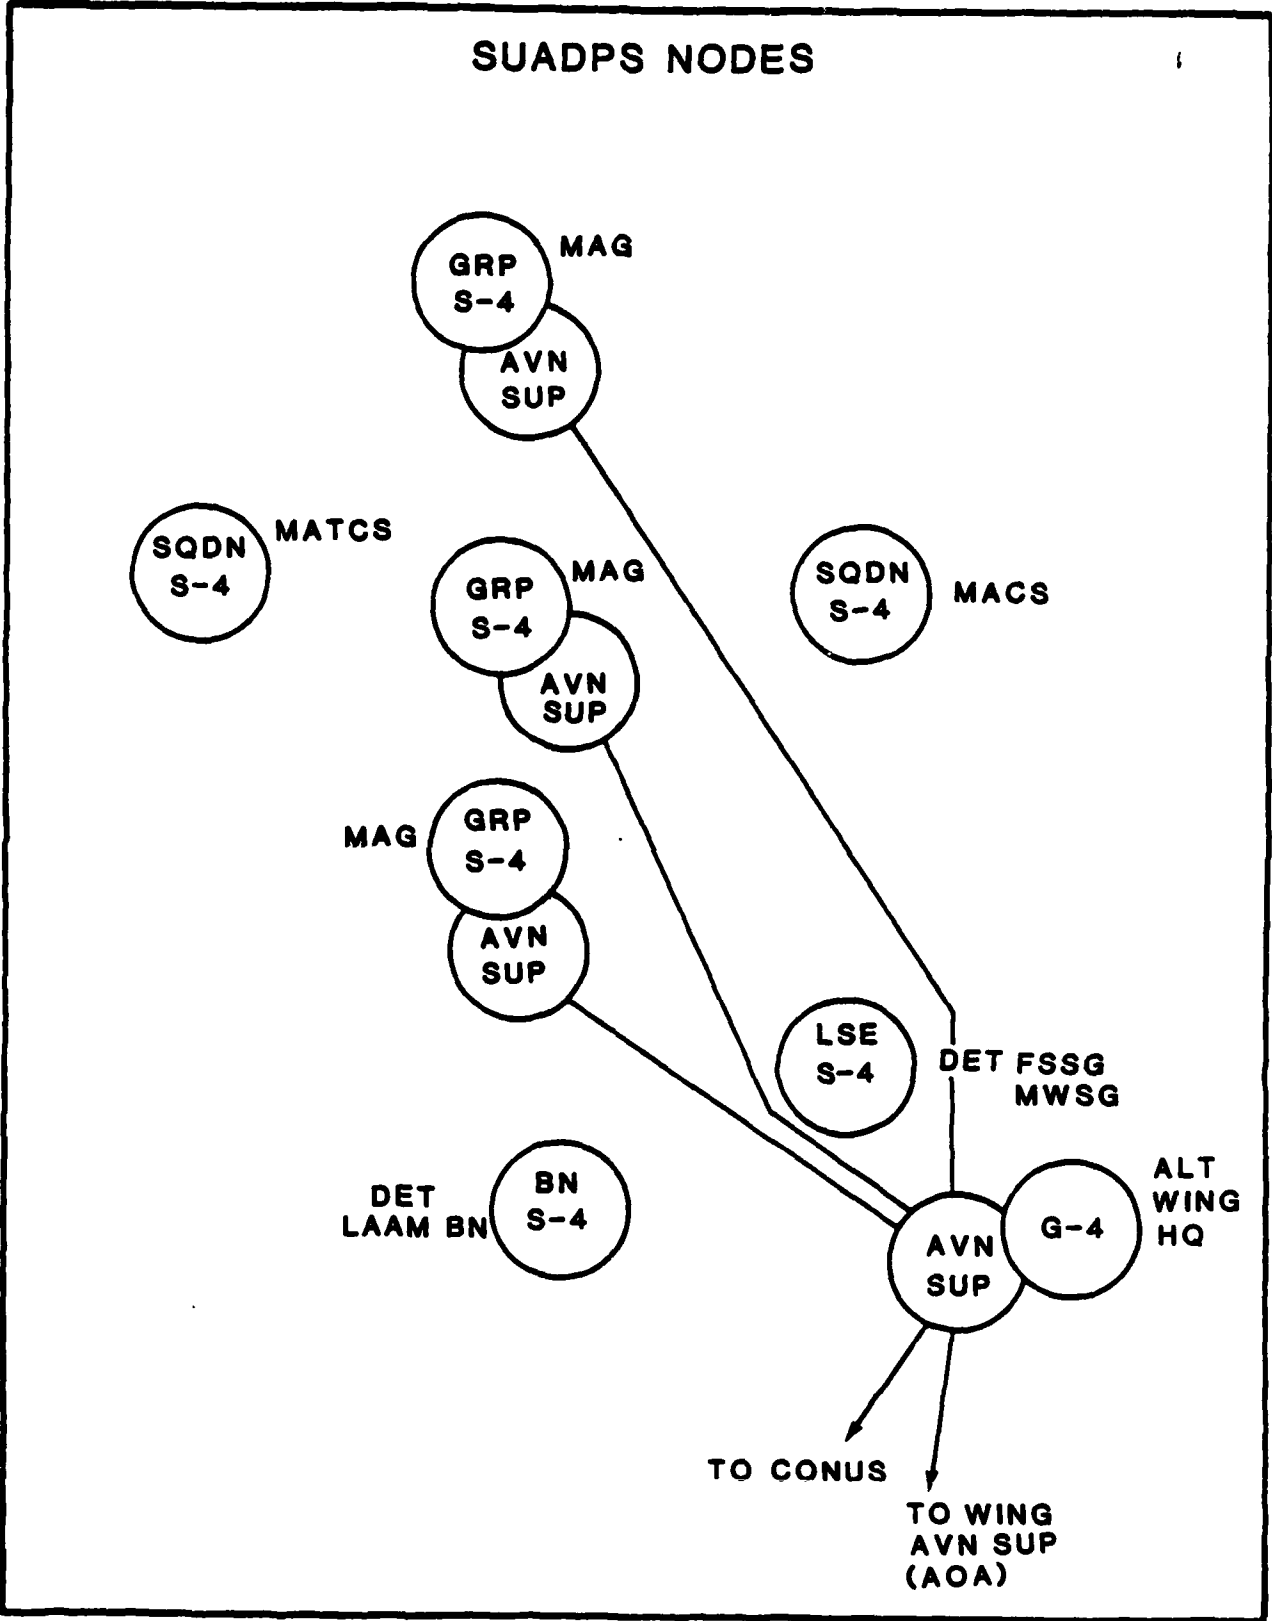 SUADPS NODES
GRP
S-4
MAG
AVN
SUP
SQDN
S-4
MATCS
GRP
S-4
MAG
AVN
SUP
SQDN
S-4
MACS
MAG
GRP
S-4
AVN
SUP
LSE
S-4
DET FSSG
MWSG
DET
LAAM BN
BN
S-4
AVN
SUP
G-4
ALT
WING
HQ
TO CONUS
TO WING
AVN SUP
(AOA)